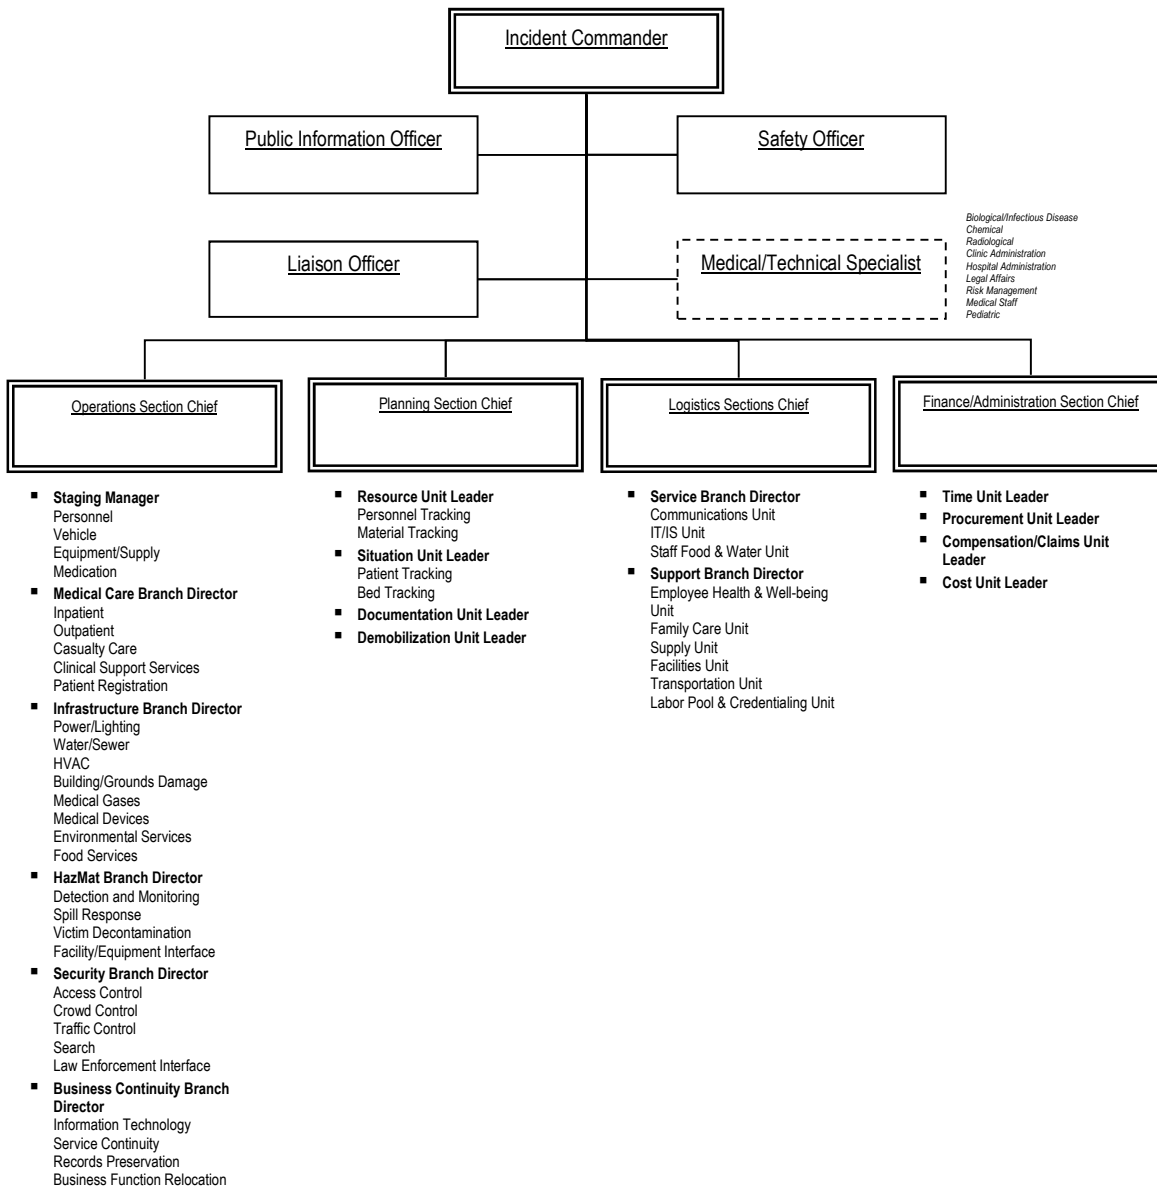 Incident Commander
Public Information Officer
Safety Officer
Liaison Officer
Medical/Technical Specialist
Biological/Infectious Disease
Chemical
Radiological
Clinic Administration
Hospital Administration
Legal Affairs
Risk Management
Medical Staff
Pediatric
Operations Section Chief
Planning Section Chief
Logistics Sections Chief
Finance/Administration Section Chief
▪ Staging Manager
Personnel
Vehicle
Equipment/Supply
Medication
▪ Medical Care Branch Director
Inpatient
Outpatient
Casualty Care
Clinical Support Services
Patient Registration
▪ Infrastructure Branch Director
Power/Lighting
Water/Sewer
HVAC
Building/Grounds Damage
Medical Gases
Medical Devices
Environmental Services
Food Services
▪ HazMat Branch Director
Detection and Monitoring
Spill Response
Victim Decontamination
Facility/Equipment Interface
▪ Security Branch Director
Access Control
Crowd Control
Traffic Control
Search
Law Enforcement Interface
▪ Business Continuity Branch
Director
Information Technology
Service Continuity
Records Preservation
Business Function Relocation
▪ Resource Unit Leader
Personnel Tracking
Material Tracking
▪ Situation Unit Leader
Patient Tracking
Bed Tracking
▪ Documentation Unit Leader
▪ Demobilization Unit Leader
▪ Service Branch Director
Communications Unit
IT/IS Unit
Staff Food & Water Unit
▪ Support Branch Director
Employee Health & Well-being
Unit
Family Care Unit
Supply Unit
Facilities Unit
Transportation Unit
Labor Pool & Credentialing Unit
▪ Time Unit Leader
▪ Procurement Unit Leader
▪ Compensation/Claims Unit
Leader
▪ Cost Unit Leader